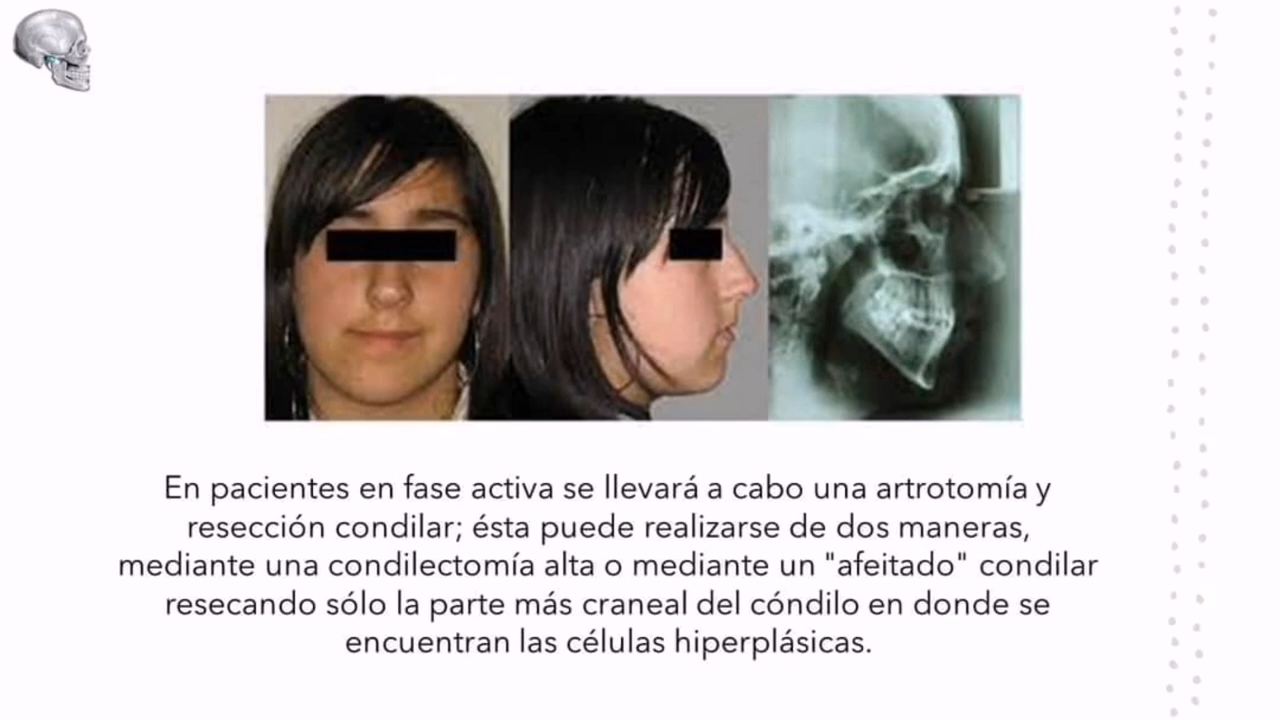 En pacientes en fase activa se llevará a cabo una artrotomía y
resección condilar; ésta puede realizarse de dos maneras,
mediante una condilectomía alta o mediante un "afeitado" condilar
resecando sólo la parte más craneal del cóndilo en donde se
encuentran las células hiperplásicas.